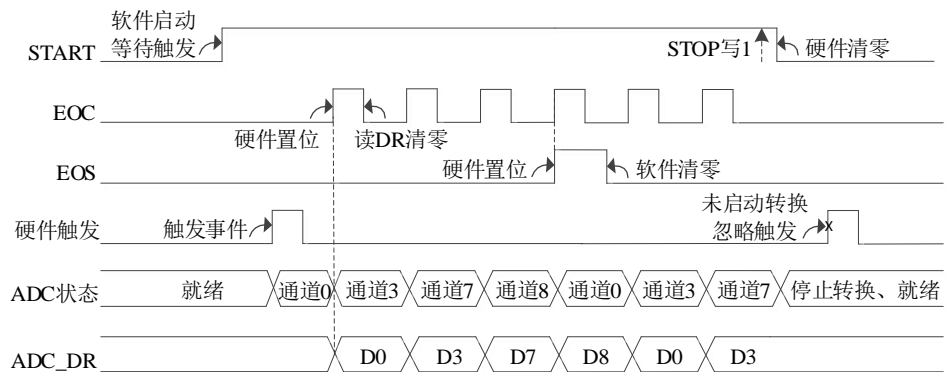 软件启动
等待触发
START
STOP写1
硬件清零
EOC
硬件置位
读DR清零
EOS
硬件置位
软件清零
硬件触发
触发事件
未启动转换
忽略触发
x
ADC状态
就绪
通道0
通道3
通道7
通道8
通道0
通道3
通道7
停止转换、就绪
ADC_DR
D0
D3
D7
D8
D0
D3